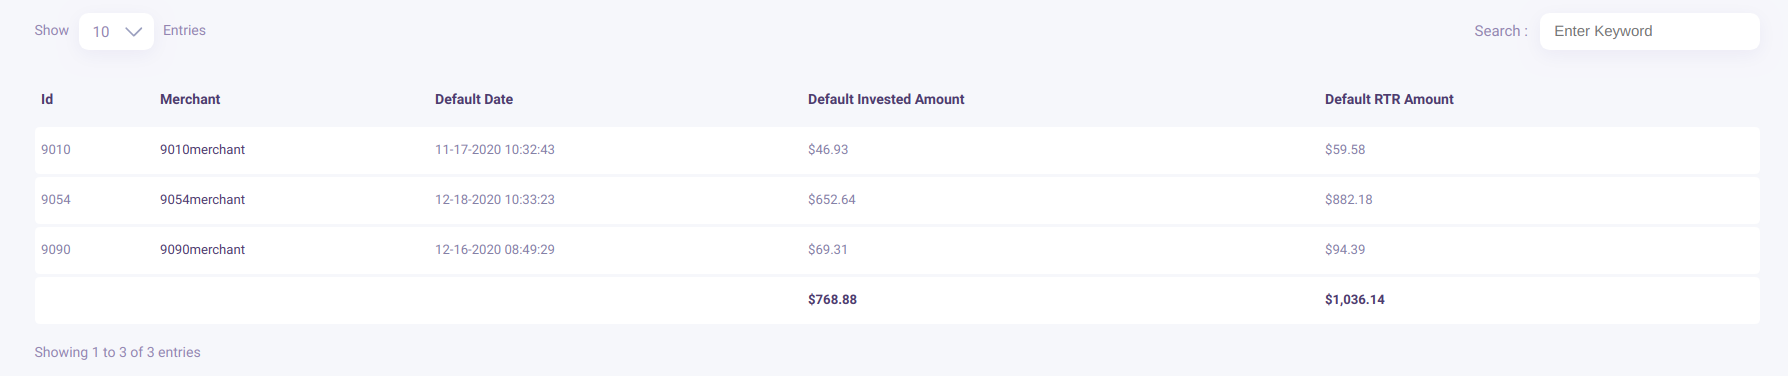 Show 10 Entries Search : Enter Keyword
Id Merchant Default Date Default Invested Amount Default RTR Amount
9010 9010merchant 11-17-2020 10:32:43 $46.93 $59.58
9054 9054merchant 12-18-2020 10:33:23 $652.64 $882.18
9090 9090merchant 12-16-2020 08:49:29 $69.31 $94.39
$768.88 $1,036.14
Showing 1 to 3 of 3 entries